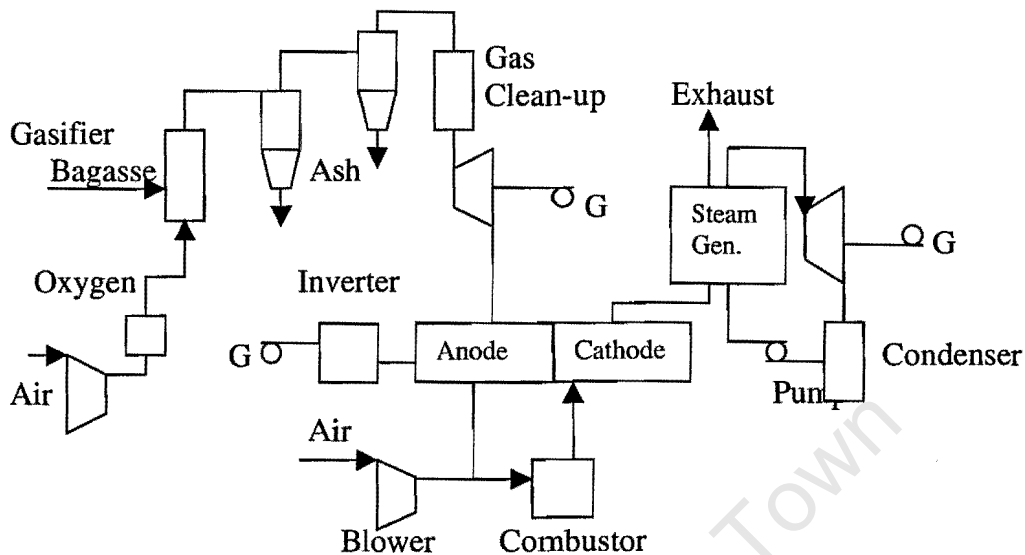 Gas
Clean-up
Exhaust
Gasifier
Bagasse
Ash
G
Steam
Gen.
G
Oxygen
Inverter
G
Anode
Cathode
Condenser
Air
Pump
Air
Blower
Combustor
Town